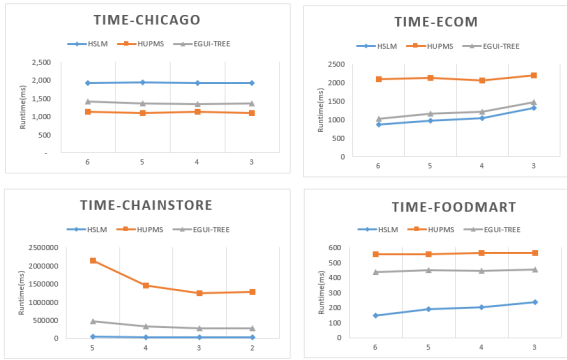 TIME-CHICAGO
HSLM HUPMS EGUI-TREE
Runtime(ms)
2,500
2,000
1,500
1,000
500
-
6 5 4 3
TIME-ECOM
HSLM HUPMS EGUI-TREE
Runtime(ms)
2500
2000
1500
1000
500
0
6 5 4 3
TIME-CHAINSTORE
HSLM HUPMS EGUI-TREE
Runtime(ms)
2500000
2000000
1500000
1000000
500000
0
5 4 3 2
TIME-FOODMART
HSLM HUPMS EGUI-TREE
Runtime(ms)
600
500
400
300
200
100
0
6 5 4 3